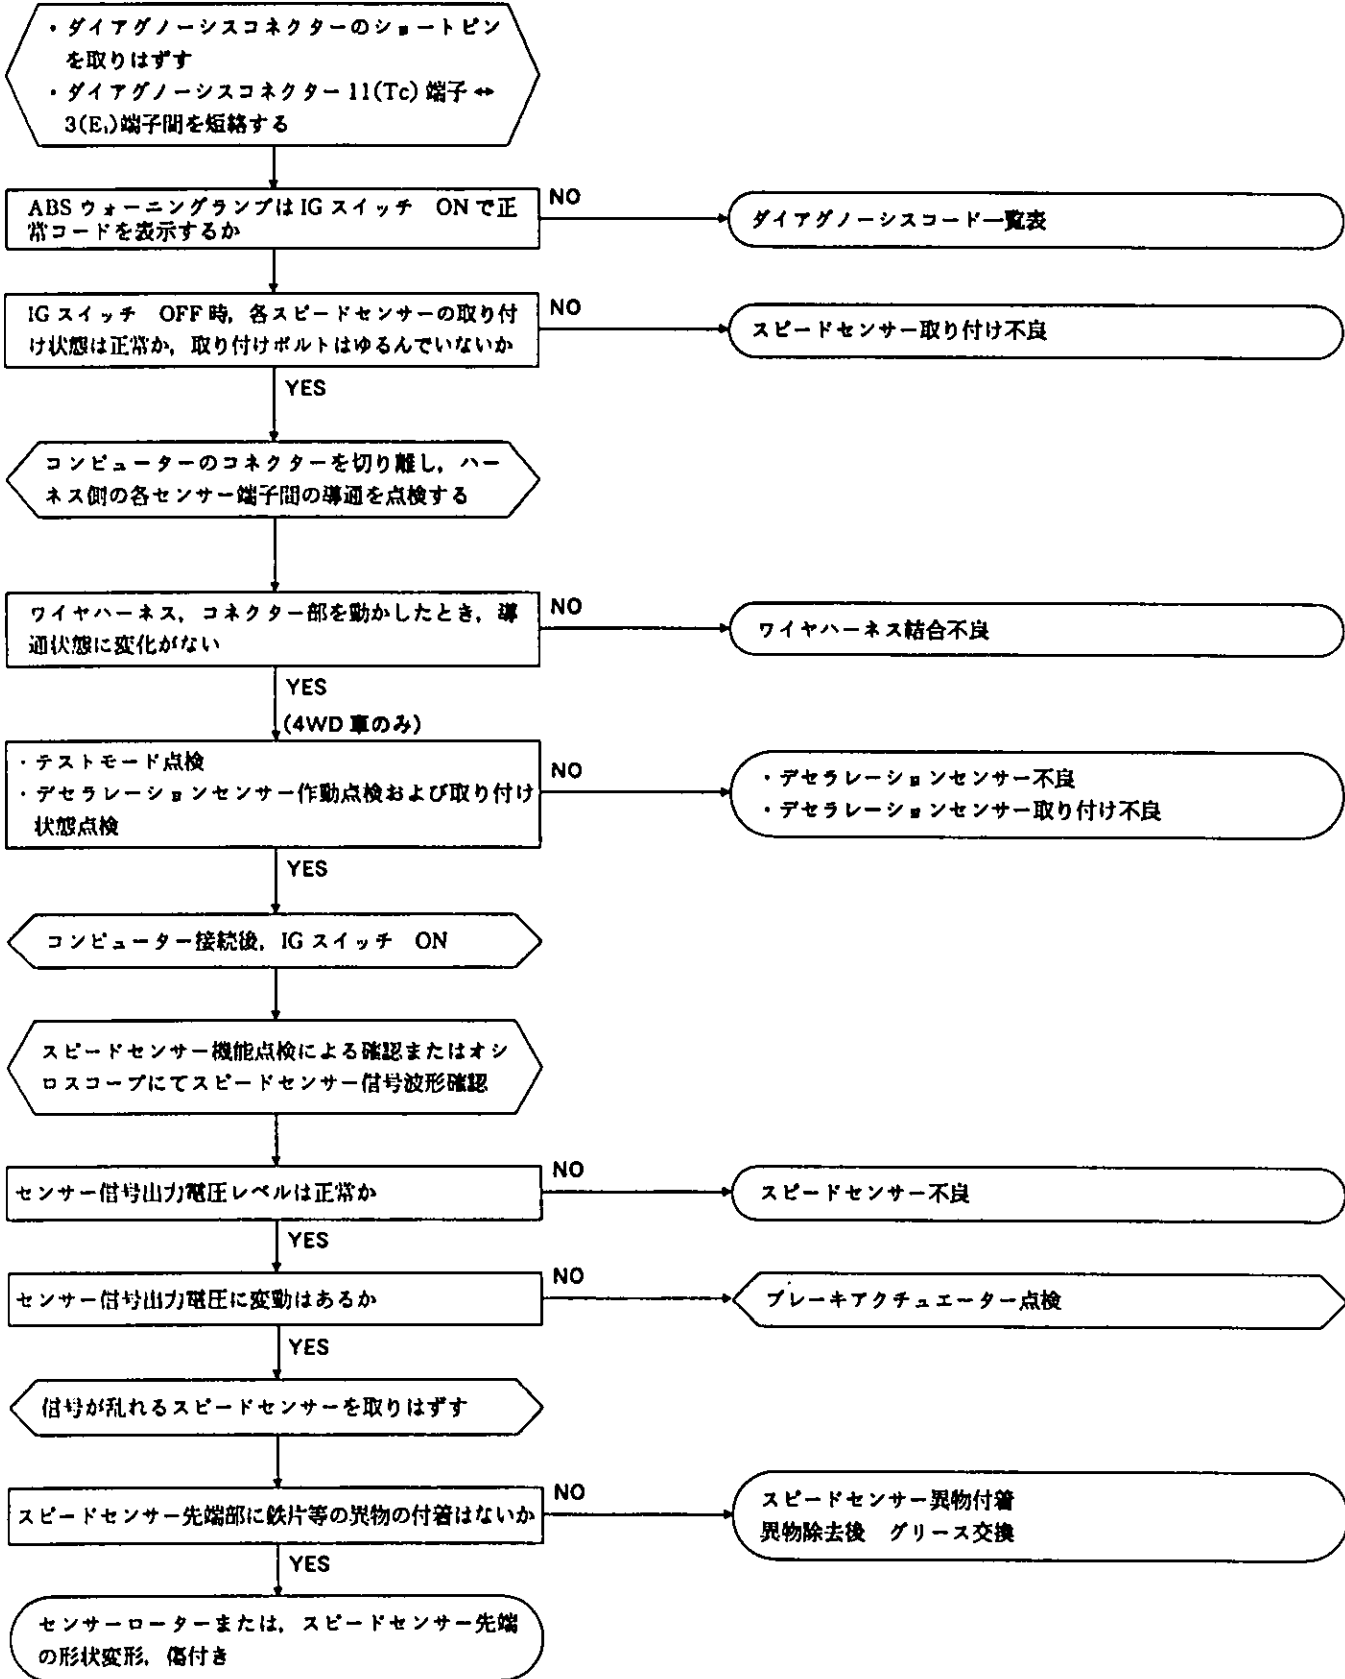 ・ダイアグノーシスコネクターのショートピン
を取りはずす
・ダイアグノーシスコネクター 11(Tc) 端子 ↔
3(E₁)端子間を短絡する
ABS ウォーニングランプは IG スイッチ ON で正
常コードを表示するか
NO
ダイアグノーシスコード一覧表
IG スイッチ OFF 時, 各スピードセンサーの取り付
け状態は正常か, 取り付けボルトはゆるんでいないか
NO
スピードセンサー取り付け不良
YES
コンピューターのコネクターを切り離し, ハー
ネス側の各センサー端子間の導通を点検する
ワイヤハーネス, コネクター部を動かしたとき, 導
通状態に変化がない
NO
ワイヤハーネス結合不良
YES
(4WD 車のみ)
・テストモード点検
・デセラレーションセンサー作動点検および取り付け
状態点検
NO
・デセラレーションセンサー不良
・デセラレーションセンサー取り付け不良
YES
コンピューター接続後, IG スイッチ ON
スピードセンサー機能点検による確認またはオシ
ロスコープにてスピードセンサー信号波形確認
センサー信号出力電圧レベルは正常か
NO
スピードセンサー不良
YES
センサー信号出力電圧に変動はあるか
NO
ブレーキアクチュエーター点検
YES
信号が乱れるスピードセンサーを取りはずす
スピードセンサー先端部に鉄片等の異物の付着はないか
NO
スピードセンサー異物付着
異物除去後 グリース交換
YES
センサーローターまたは, スピードセンサー先端
の形状変形, 傷付き